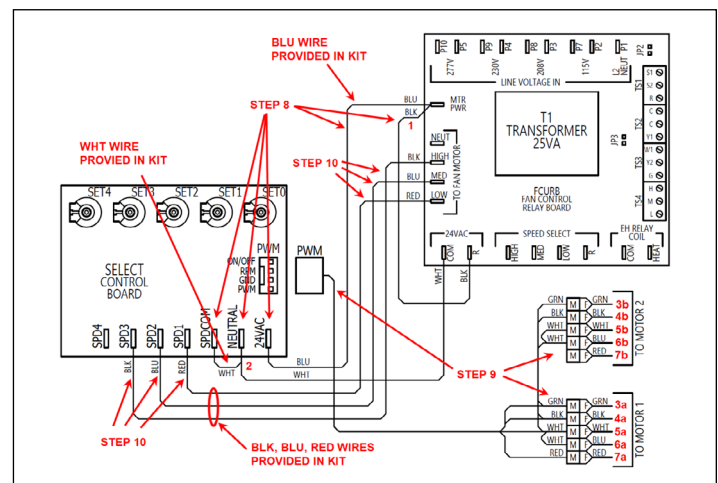 P10 P5 P9 P4 P8 P3 P7 P2 P1 JP2
277V 230V 208V 115V L2 NEUT
LINE VOLTAGE IN
BLU WIRE
PROVIDED IN KIT
STEP 8
BLU
BLK
1
MTR
PWR
T1
TRANSFORMER
25VA
S1
S2
R
TS1
C
C
Y1
TS2
W1
Y2
G
TS3
H
M
L
TS4
JP3
WHT WIRE
PROVIED IN KIT
STEP 10
NEUT
BLK HIGH
BLU MED
RED LOW
TO FAN MOTOR
FCURB
FAN CONTROL
RELAY BOARD
24VAC
COM R
SPEED SELECT
HIGH MED LOW R
EH RELAY
COIL
COM HEAT
WHT BLK
SET4 SET3 SET2 SET1 SET0
SELECT
CONTROL
BOARD
PWM
ON/OFF
RPM
GND
PWM
PWM
SPD4 SPD3 SPD2 SPD1 SPDCOM NEUTRAL 24VAC
BLK BLU RED
BLU
WHT 2
WHT
STEP 9
STEP 10
BLK, BLU, RED WIRES
PROVIDED IN KIT
GRN M F GRN 3b
BLK M F BLK 4b
WHT M F WHT 5b
WHT M F BLU 6b
M F RED 7b
TO MOTOR 2
GRN M F GRN 3a
BLK M F BLK 4a
WHT M F WHT 5a
WHT M F BLU 6a
RED M F RED 7a
TO MOTOR 1